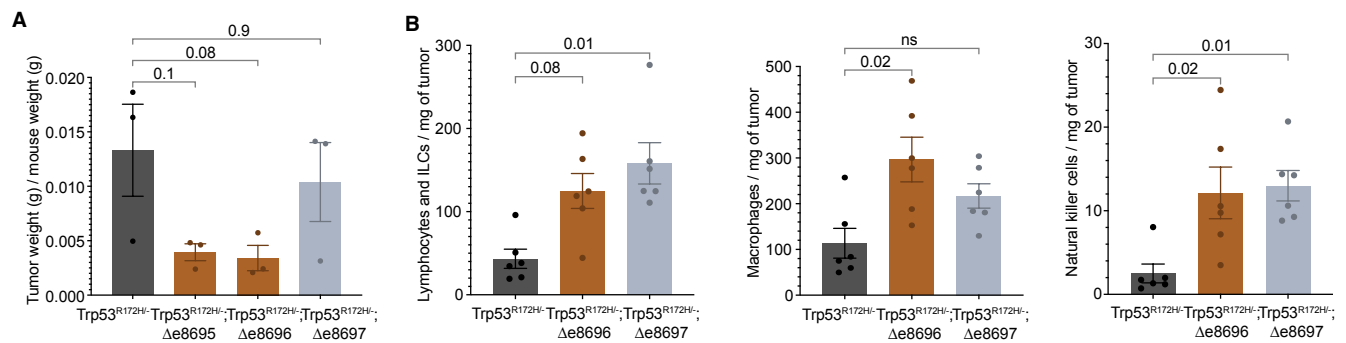 A
0.9
0.08
0.1
Tumor weight (g) / mouse weight (g)
0.020
0.015
0.010
0.005
0.000
Trp53R172H/- Trp53R172H/-; Trp53R172H/-; Trp53R172H/-;
Δe8695 Δe8696 Δe8697
B
0.01
0.08
Lymphocytes and ILCs / mg of tumor
300
200
100
0
Trp53R172H/- Trp53R172H/-; Trp53R172H/-;
Δe8696 Δe8697
ns
0.02
Macrophages / mg of tumor
500
400
300
200
100
0
Trp53R172H/- Trp53R172H/-; Trp53R172H/-;
Δe8696 Δe8697
0.01
0.02
Natural killer cells / mg of tumor
30
20
10
0
Trp53R172H/- Trp53R172H/-; Trp53R172H/-;
Δe8696 Δe8697